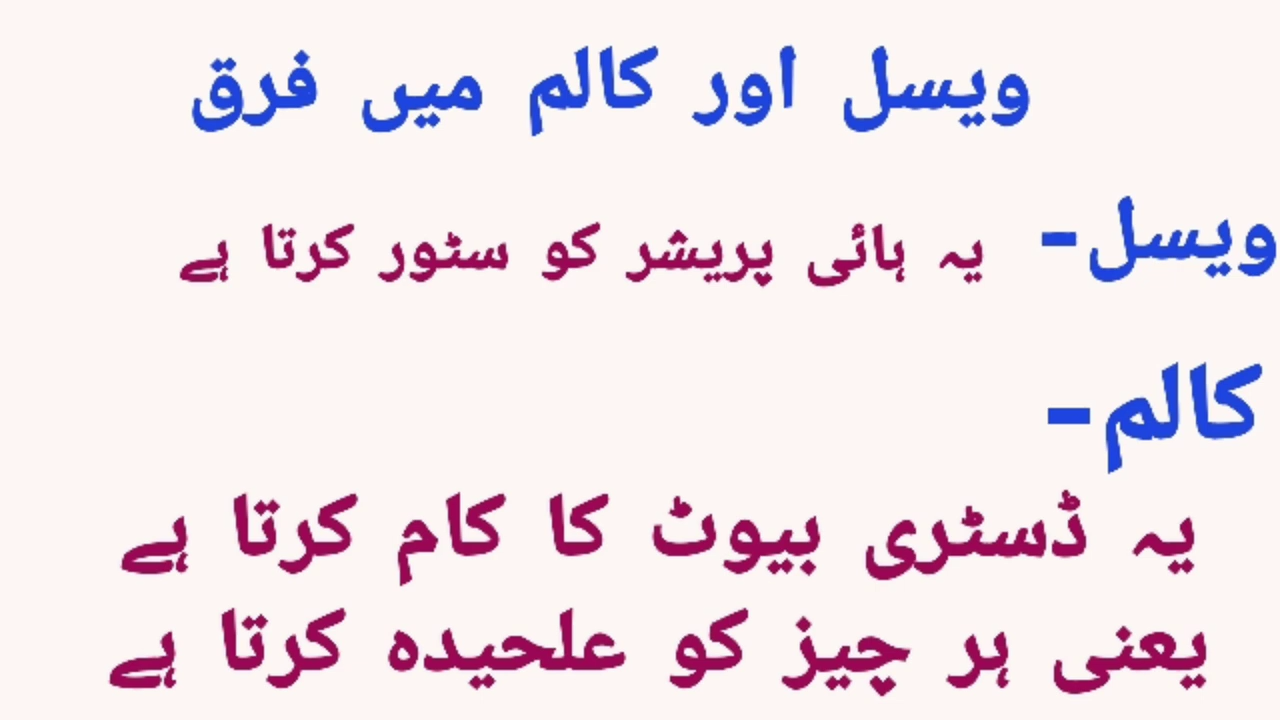 ویسل اور کالم میں فرق
ویسل- یہ ہائی پریشر کو سٹور کرتا ہے
کالم-
یہ ڈسٹری بیوٹ کا کام کرتا ہے
یعنی ہر چیز کو علحیدہ کرتا ہے